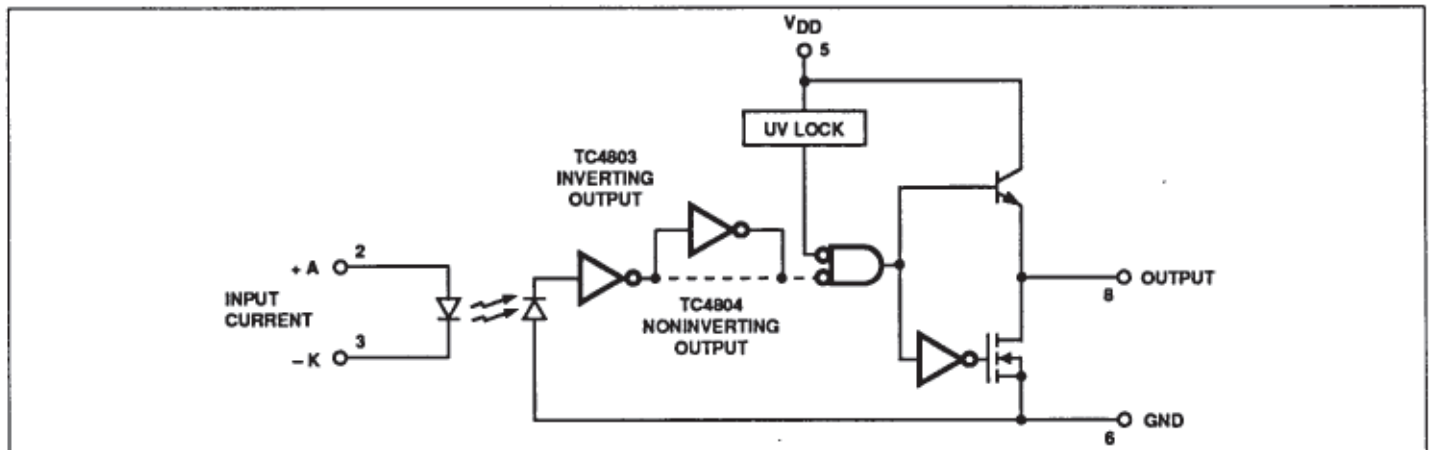 VDD
5
UV LOCK
TC4803
INVERTING
OUTPUT
2
+ A
INPUT
CURRENT
3
– K
TC4804
NONINVERTING
OUTPUT
OUTPUT
8
GND
6